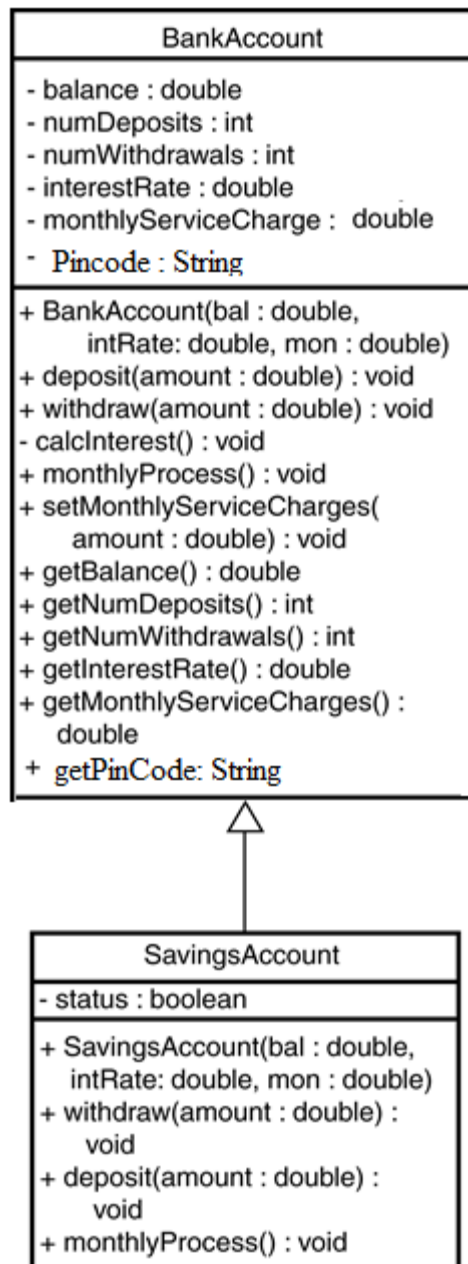 BankAccount
- balance : double
- numDeposits : int
- numWithdrawals : int
- interestRate : double
- monthlyServiceCharge : double
- Pincode : String
+ BankAccount(bal : double,
intRate: double, mon : double)
+ deposit(amount : double) : void
+ withdraw(amount : double) : void
- calcInterest() : void
+ monthlyProcess() : void
+ setMonthlyServiceCharges(
amount : double) : void
+ getBalance() : double
+ getNumDeposits() : int
+ getNumWithdrawals() : int
+ getInterestRate() : double
+ getMonthlyServiceCharges() :
double
+ getPinCode: String
SavingsAccount
- status : boolean
+ SavingsAccount(bal : double,
intRate: double, mon : double)
+ withdraw(amount : double) :
void
+ deposit(amount : double) :
void
+ monthlyProcess() : void